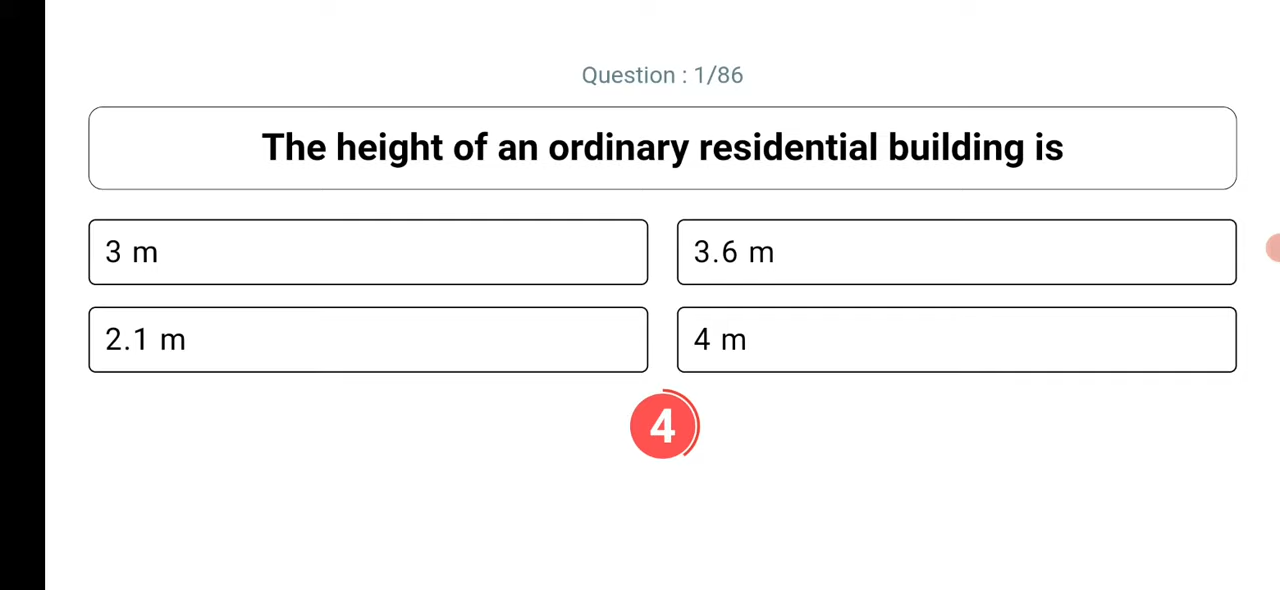 Question : 1/86
The height of an ordinary residential building is
3 m
3.6 m
2.1 m
4 m
4